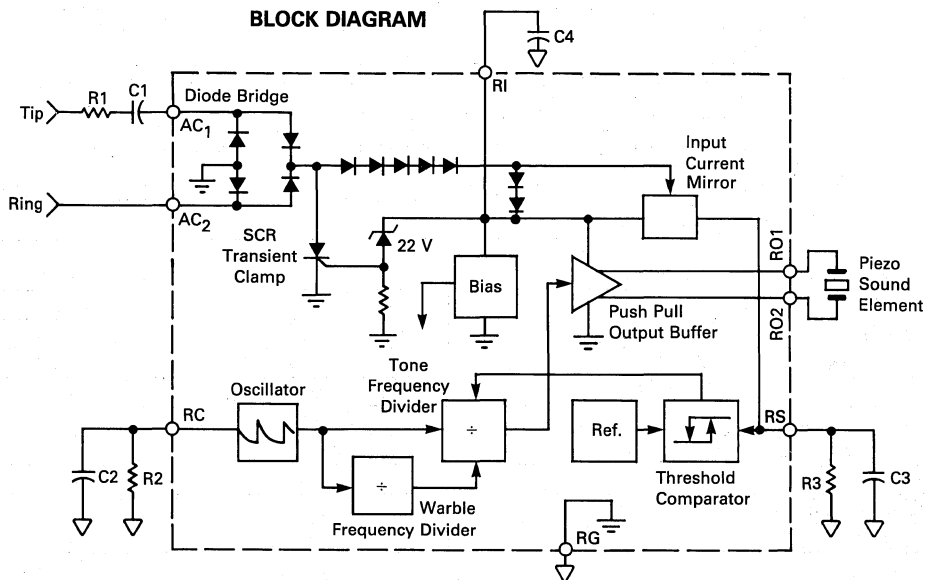 BLOCK DIAGRAM
C4
RI
R1
C1
Tip
AC1
Diode Bridge
Ring
AC2
Input
Current
Mirror
SCR
Transient
Clamp
22 V
Bias
RO1
RO2
Piezo
Sound
Element
Push Pull
Output Buffer
Tone
Frequency
Divider
Oscillator
RC
÷
Ref.
RS
C2
R2
÷
Warble
Frequency Divider
Threshold
Comparator
R3
C3
RG